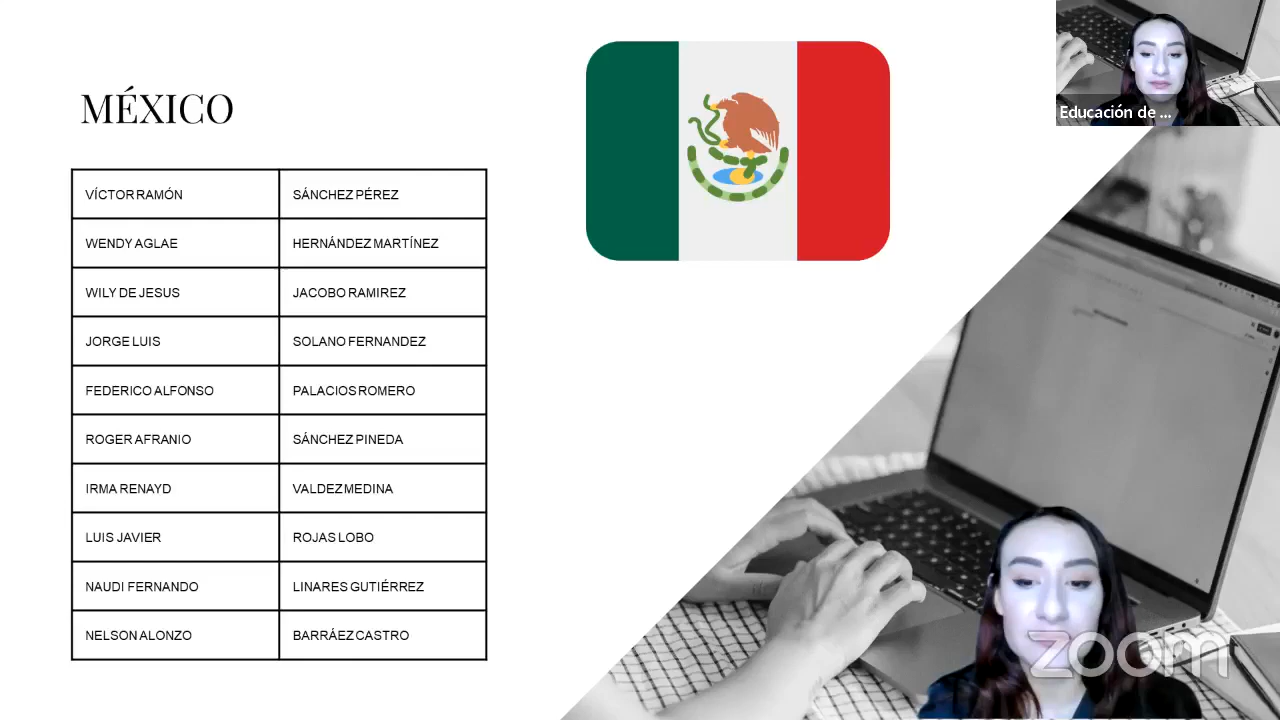 MÉXICO
VÍCTOR RAMÓN SÁNCHEZ PÉREZ
WENDY AGLAE HERNÁNDEZ MARTÍNEZ
WILY DE JESUS JACOBO RAMIREZ
JORGE LUIS SOLANO FERNANDEZ
FEDERICO ALFONSO PALACIOS ROMERO
ROGER AFRANIO SÁNCHEZ PINEDA
IRMA RENAYD VALDEZ MEDINA
LUIS JAVIER ROJAS LOBO
NAUDI FERNANDO LINARES GUTIÉRREZ
NELSON ALONZO BARRÁEZ CASTRO
Educación de ...
zoom